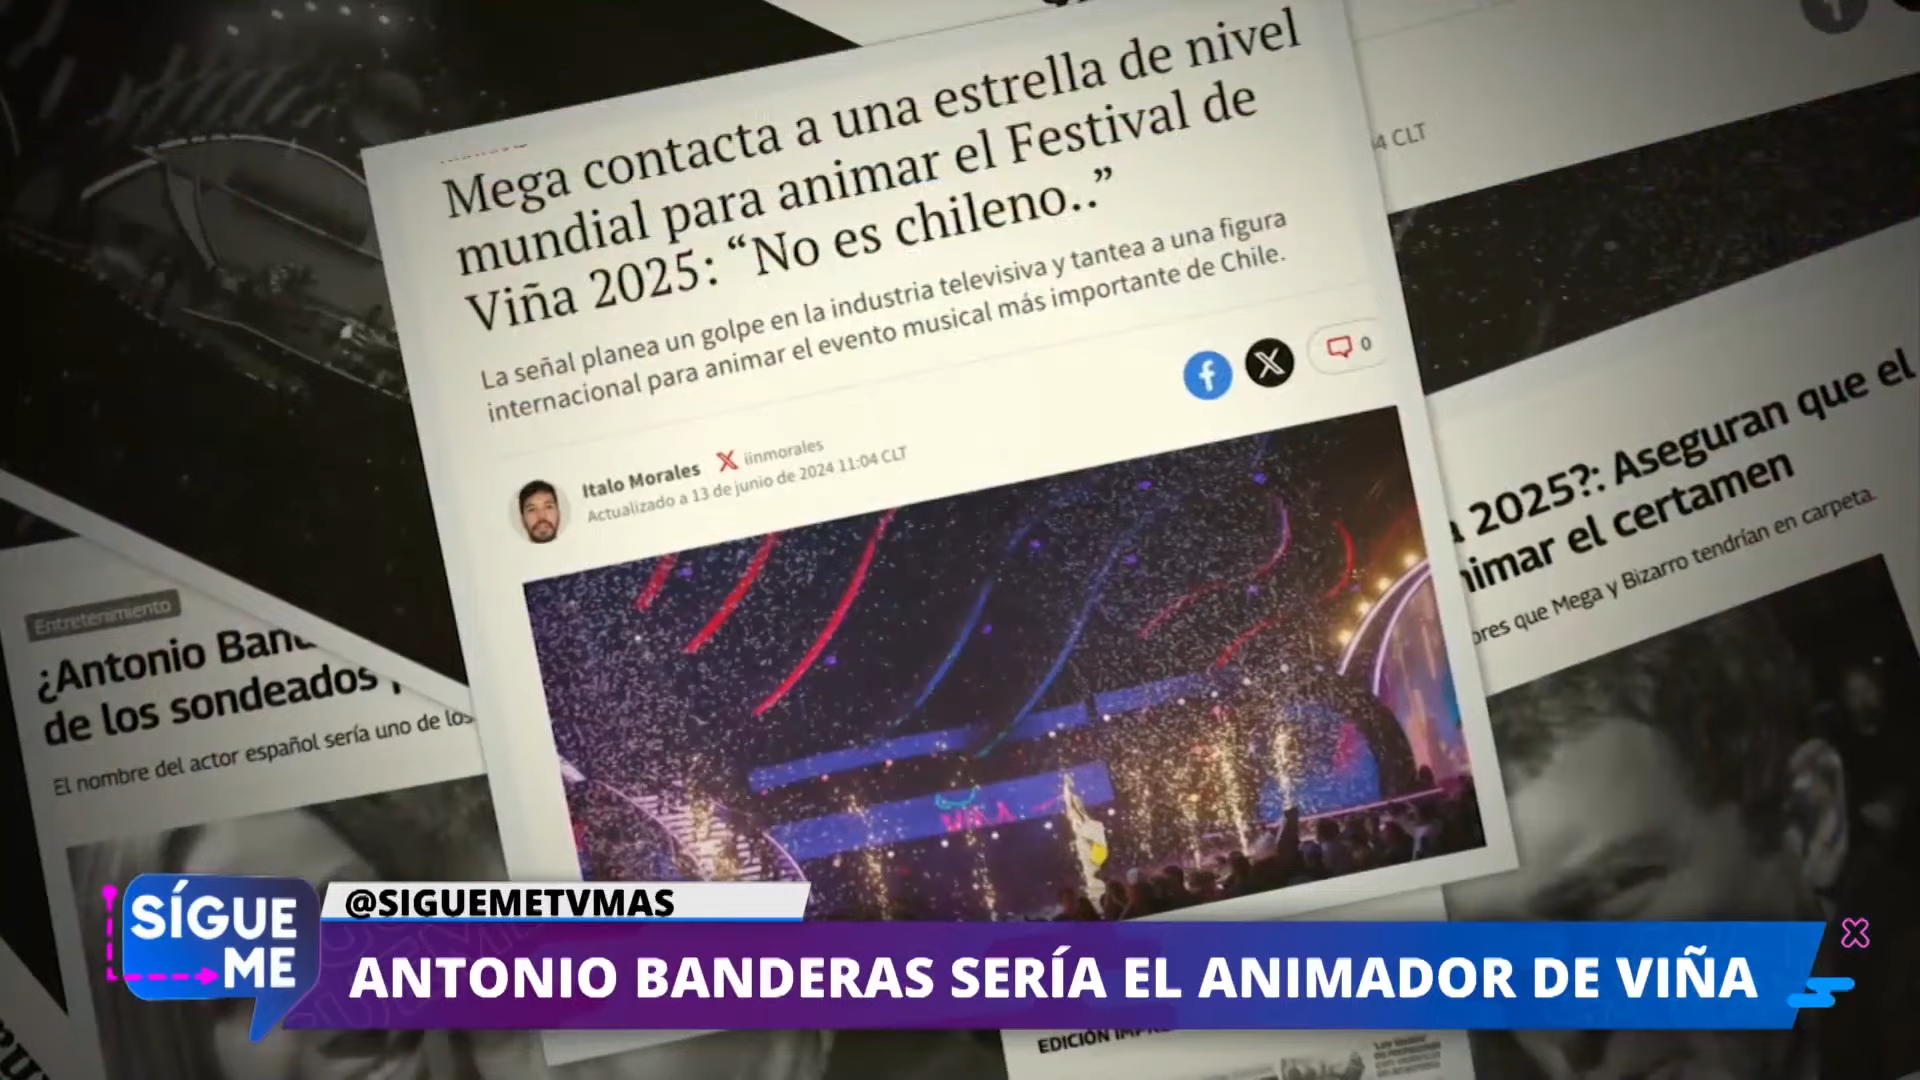 Mega contacta a una estrella de nivel
mundial para animar el Festival de
Viña 2025: “No es chileno..”
La señal planea un golpe en la industria televisiva y tantea a una figura
internacional para animar el evento musical más importante de Chile.
0
Italo Morales iinmorales
Actualizado a 13 de junio de 2024 11:04 CLT
4 CLT
2025?: Aseguran que el
el certamen
que Mega y Bizarro tendrían en carpeta.
Entretenimiento
¿Antonio
de los sondeados
El nombre del actor español sería uno de los
@SIGUEMETVMAS
SÍGUE
ME
ANTONIO BANDERAS SERÍA EL ANIMADOR DE VIÑA
EDICIÓN